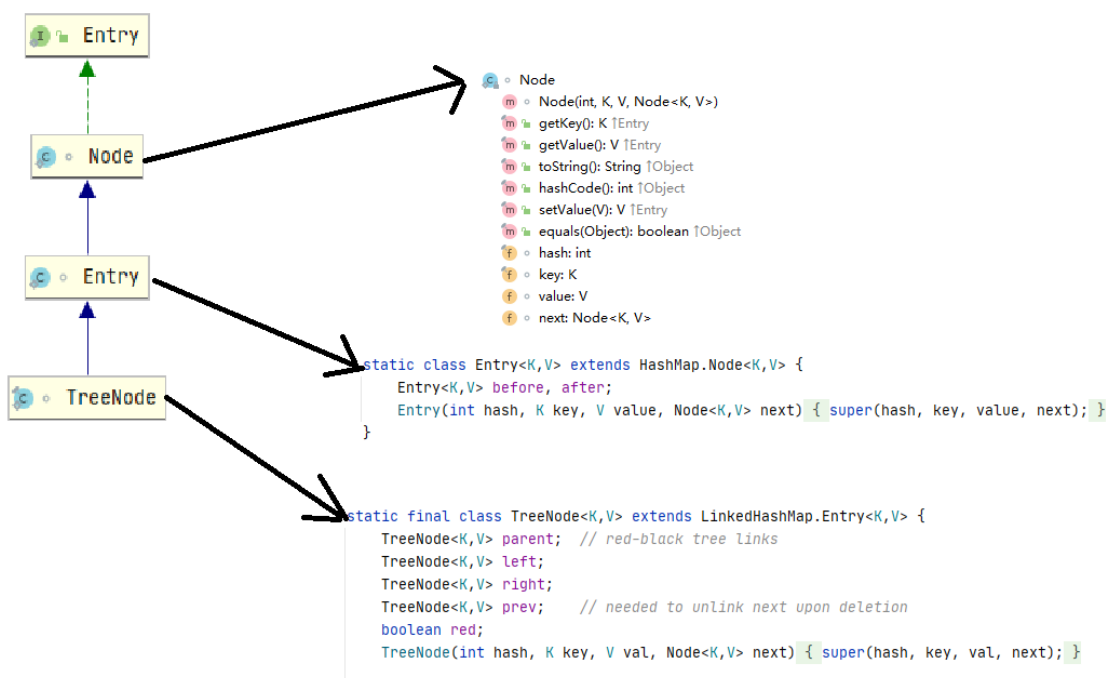 Entry
Node
Entry
TreeNode
Node
Node(int, K, V, Node<K, V>)
getKey(): K ↑Entry
getValue(): V ↑Entry
toString(): String ↑Object
hashCode(): int ↑Object
setValue(V): V ↑Entry
equals(Object): boolean ↑Object
hash: int
key: K
value: V
next: Node<K, V>
static class Entry<K,V> extends HashMap.Node<K,V> {
Entry<K,V> before, after;
Entry(int hash, K key, V value, Node<K,V> next) { super(hash, key, value, next); }
}
static final class TreeNode<K,V> extends LinkedHashMap.Entry<K,V> {
TreeNode<K,V> parent;  // red-black tree links
TreeNode<K,V> left;
TreeNode<K,V> right;
TreeNode<K,V> prev;    // needed to unlink next upon deletion
boolean red;
TreeNode(int hash, K key, V val, Node<K,V> next) { super(hash, key, val, next); }